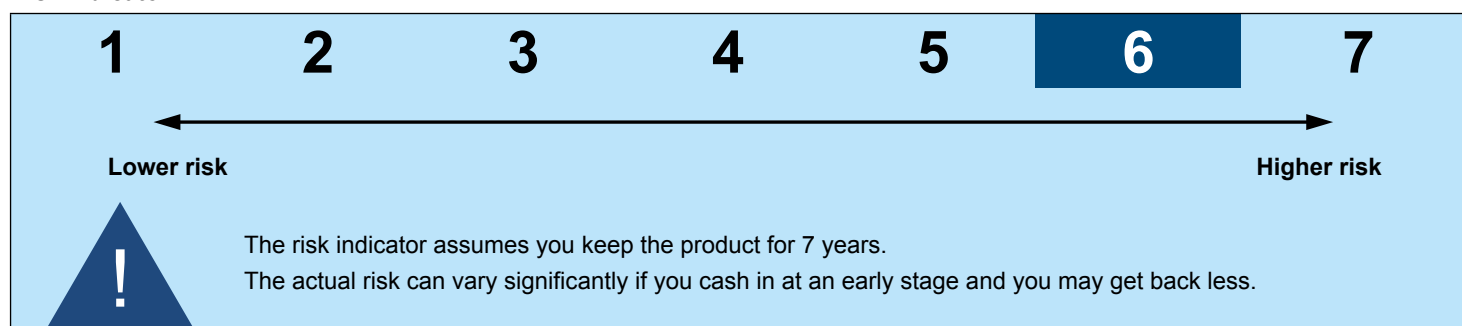 1 2 3 4 5 6 7
Lower risk Higher risk
!
The risk indicator assumes you keep the product for 7 years.
The actual risk can vary significantly if you cash in at an early stage and you may get back less.